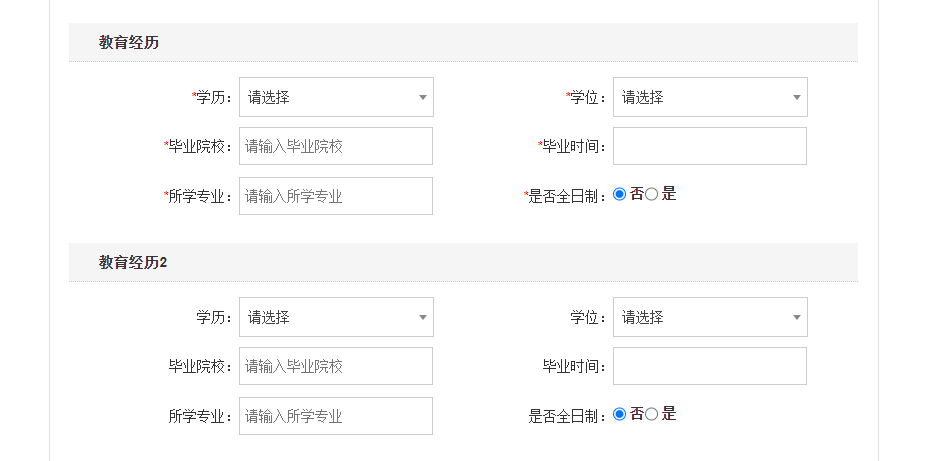 教育经历
*学历： 请选择 *学位： 请选择
*毕业院校： 请输入毕业院校 *毕业时间：
*所学专业： 请输入所学专业 *是否全日制： 否 是
教育经历2
学历： 请选择 学位： 请选择
毕业院校： 请输入毕业院校 毕业时间：
所学专业： 请输入所学专业 是否全日制： 否 是